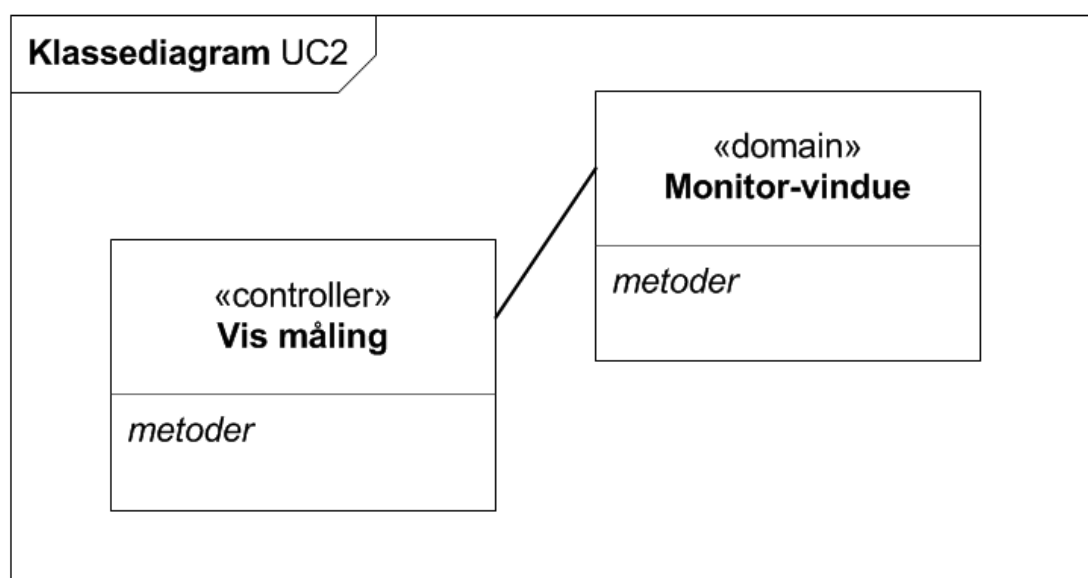 Klassediagram UC2
«domain»
Monitor-vindue
metoder
«controller»
Vis måling
metoder